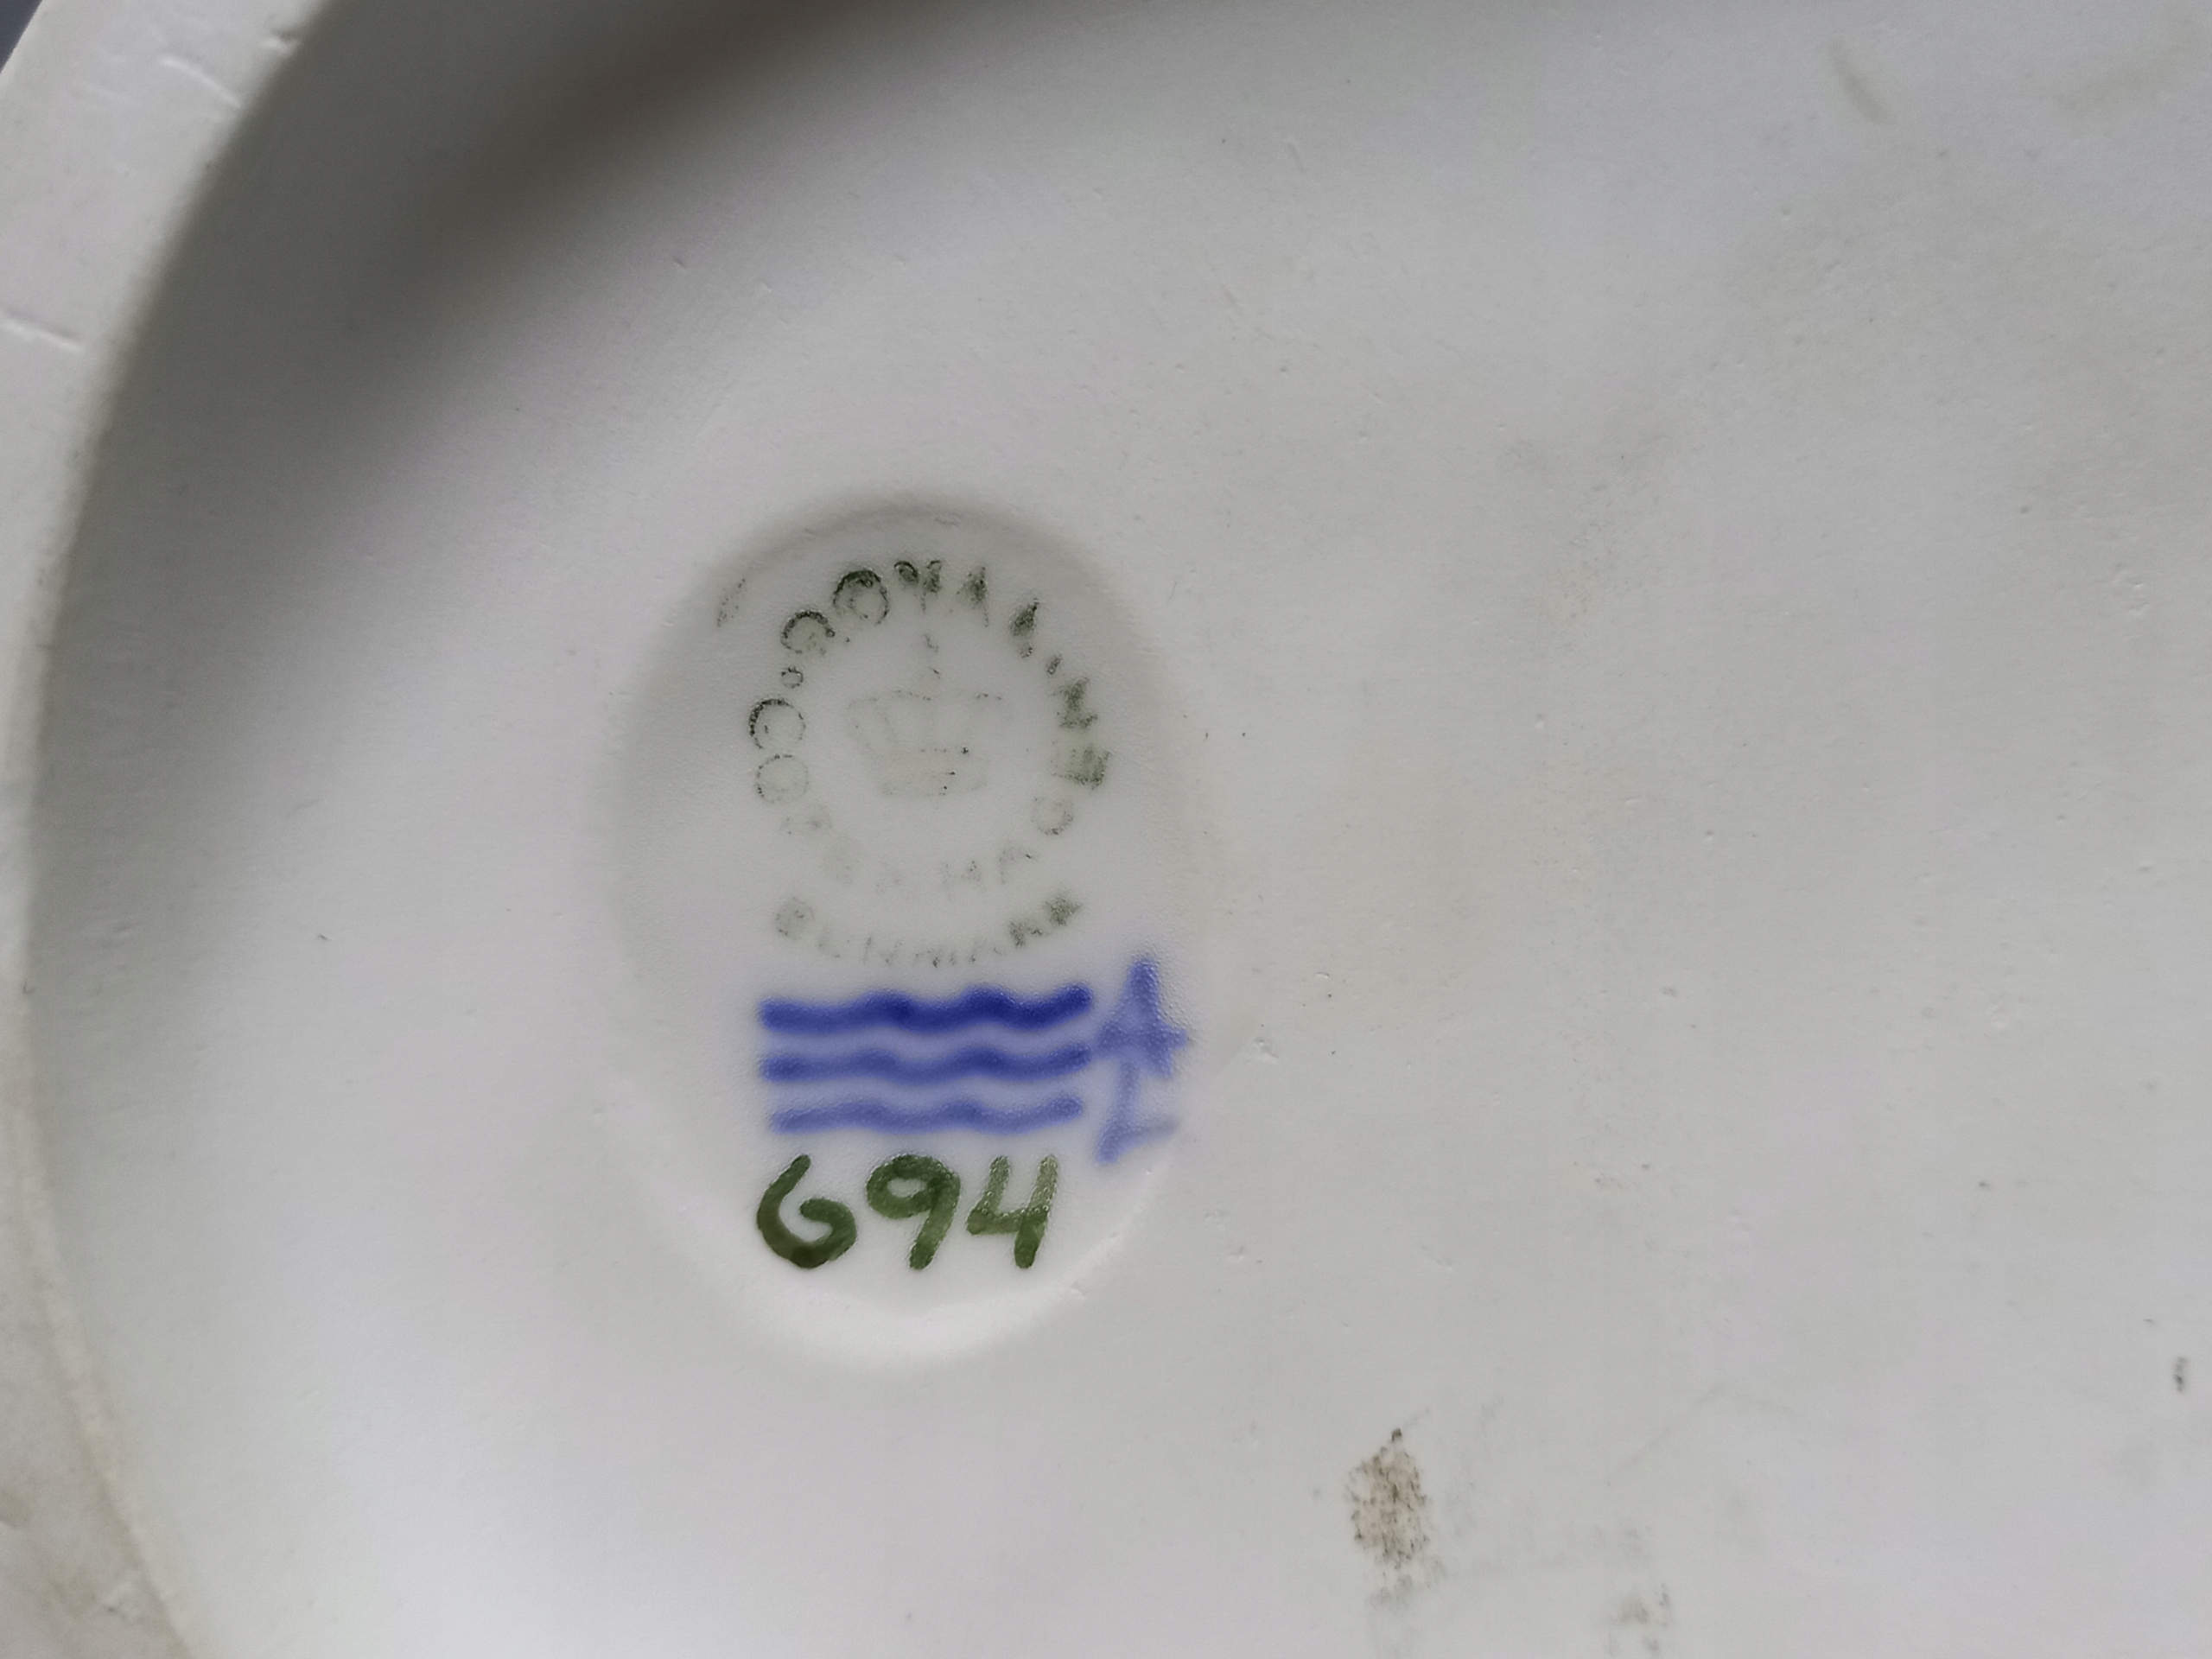 ROYAL
COPENHAGEN
DENMARK
694